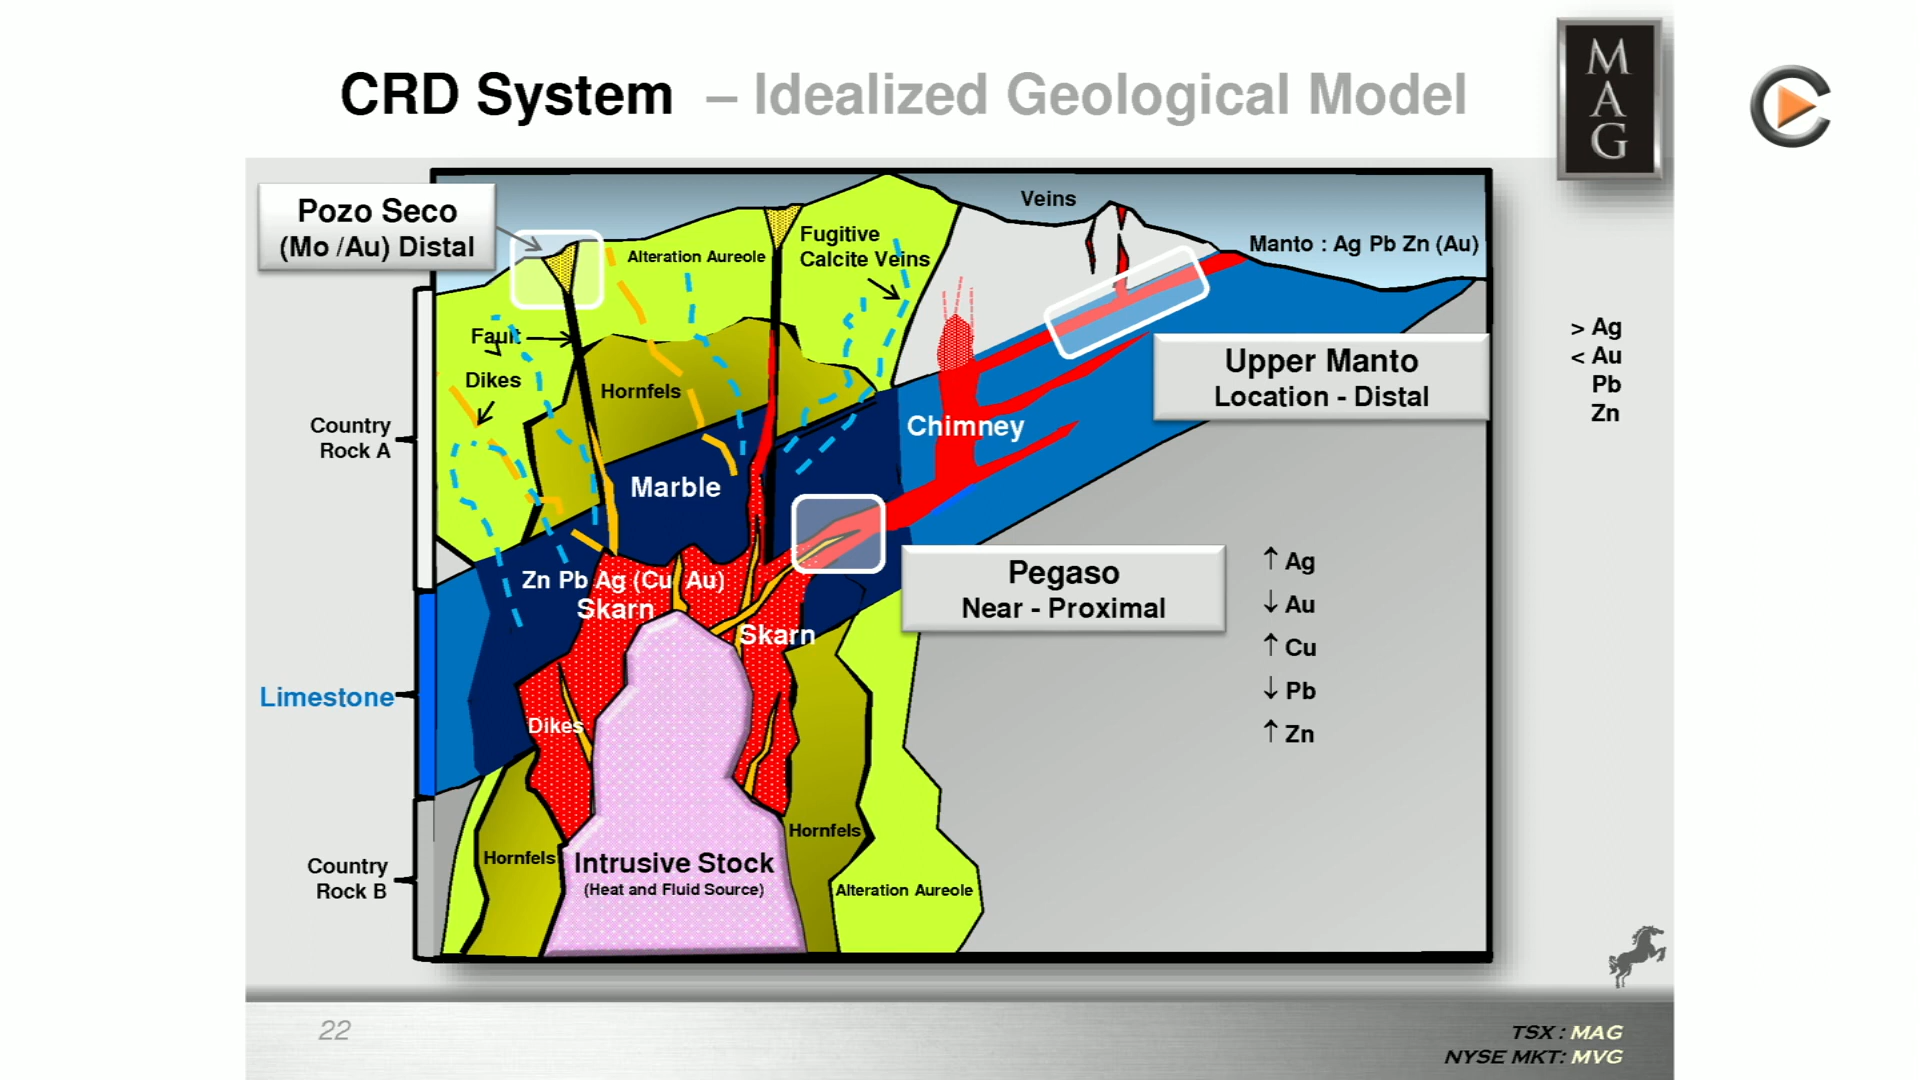 CRD System – Idealized Geological Model
M
A
G
Pozo Seco
(Mo /Au) Distal
Veins
Manto : Ag Pb Zn (Au)
Fugitive
Calcite Veins
Alteration Aureole
Fault
Dikes
Hornfels
Country
Rock A
Chimney
Marble
Upper Manto
Location - Distal
> Ag
< Au
Pb
Zn
Zn Pb Ag (Cu Au)
Skarn
Skarn
Pegaso
Near - Proximal
↑ Ag
↓ Au
↑ Cu
↓ Pb
↑ Zn
Limestone
Dikes
Hornfels
Hornfels
Intrusive Stock
(Heat and Fluid Source)
Alteration Aureole
Country
Rock B
22
TSX : MAG
NYSE MKT: MVG